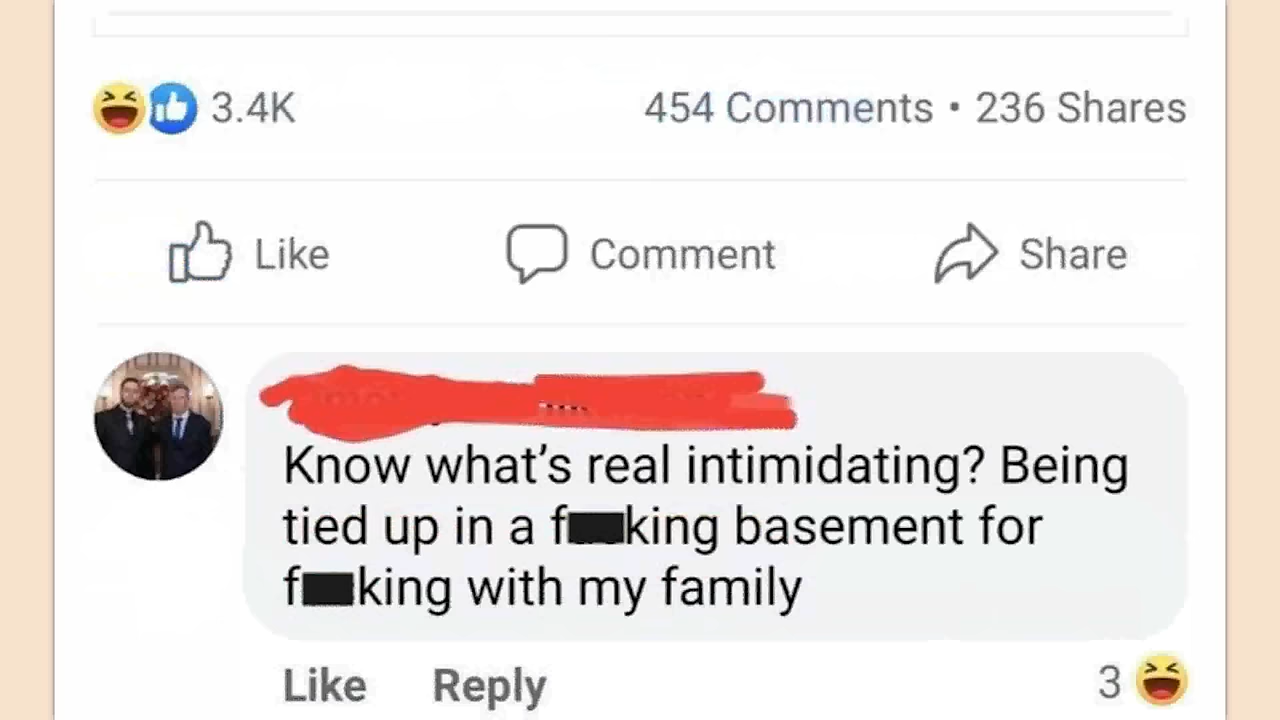 3.4K 454 Comments • 236 Shares
Like Comment Share
Know what's real intimidating? Being
tied up in a f██king basement for
f██king with my family
Like Reply 3